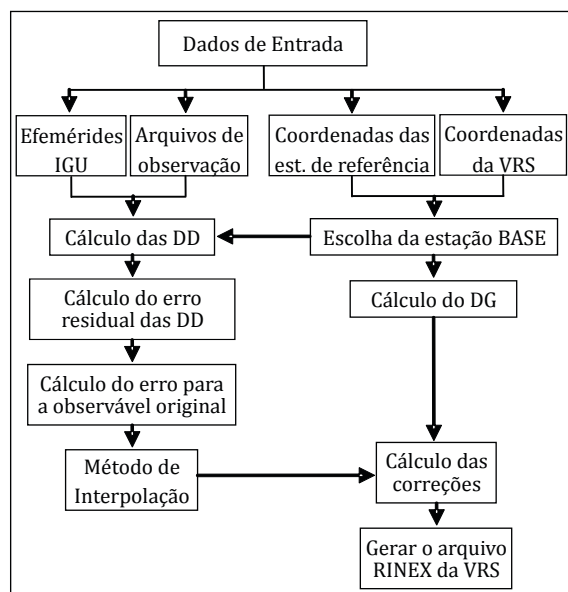 Dados de Entrada
Efemérides
IGU
Arquivos de
observação
Coordenadas das
est. de referência
Coordenadas
da VRS
Cálculo das DD
Escolha da estação BASE
Cálculo do erro
residual das DD
Cálculo do DG
Cálculo do erro para
a observável original
Método de
Interpolação
Cálculo das
correções
Gerar o arquivo
RINEX da VRS